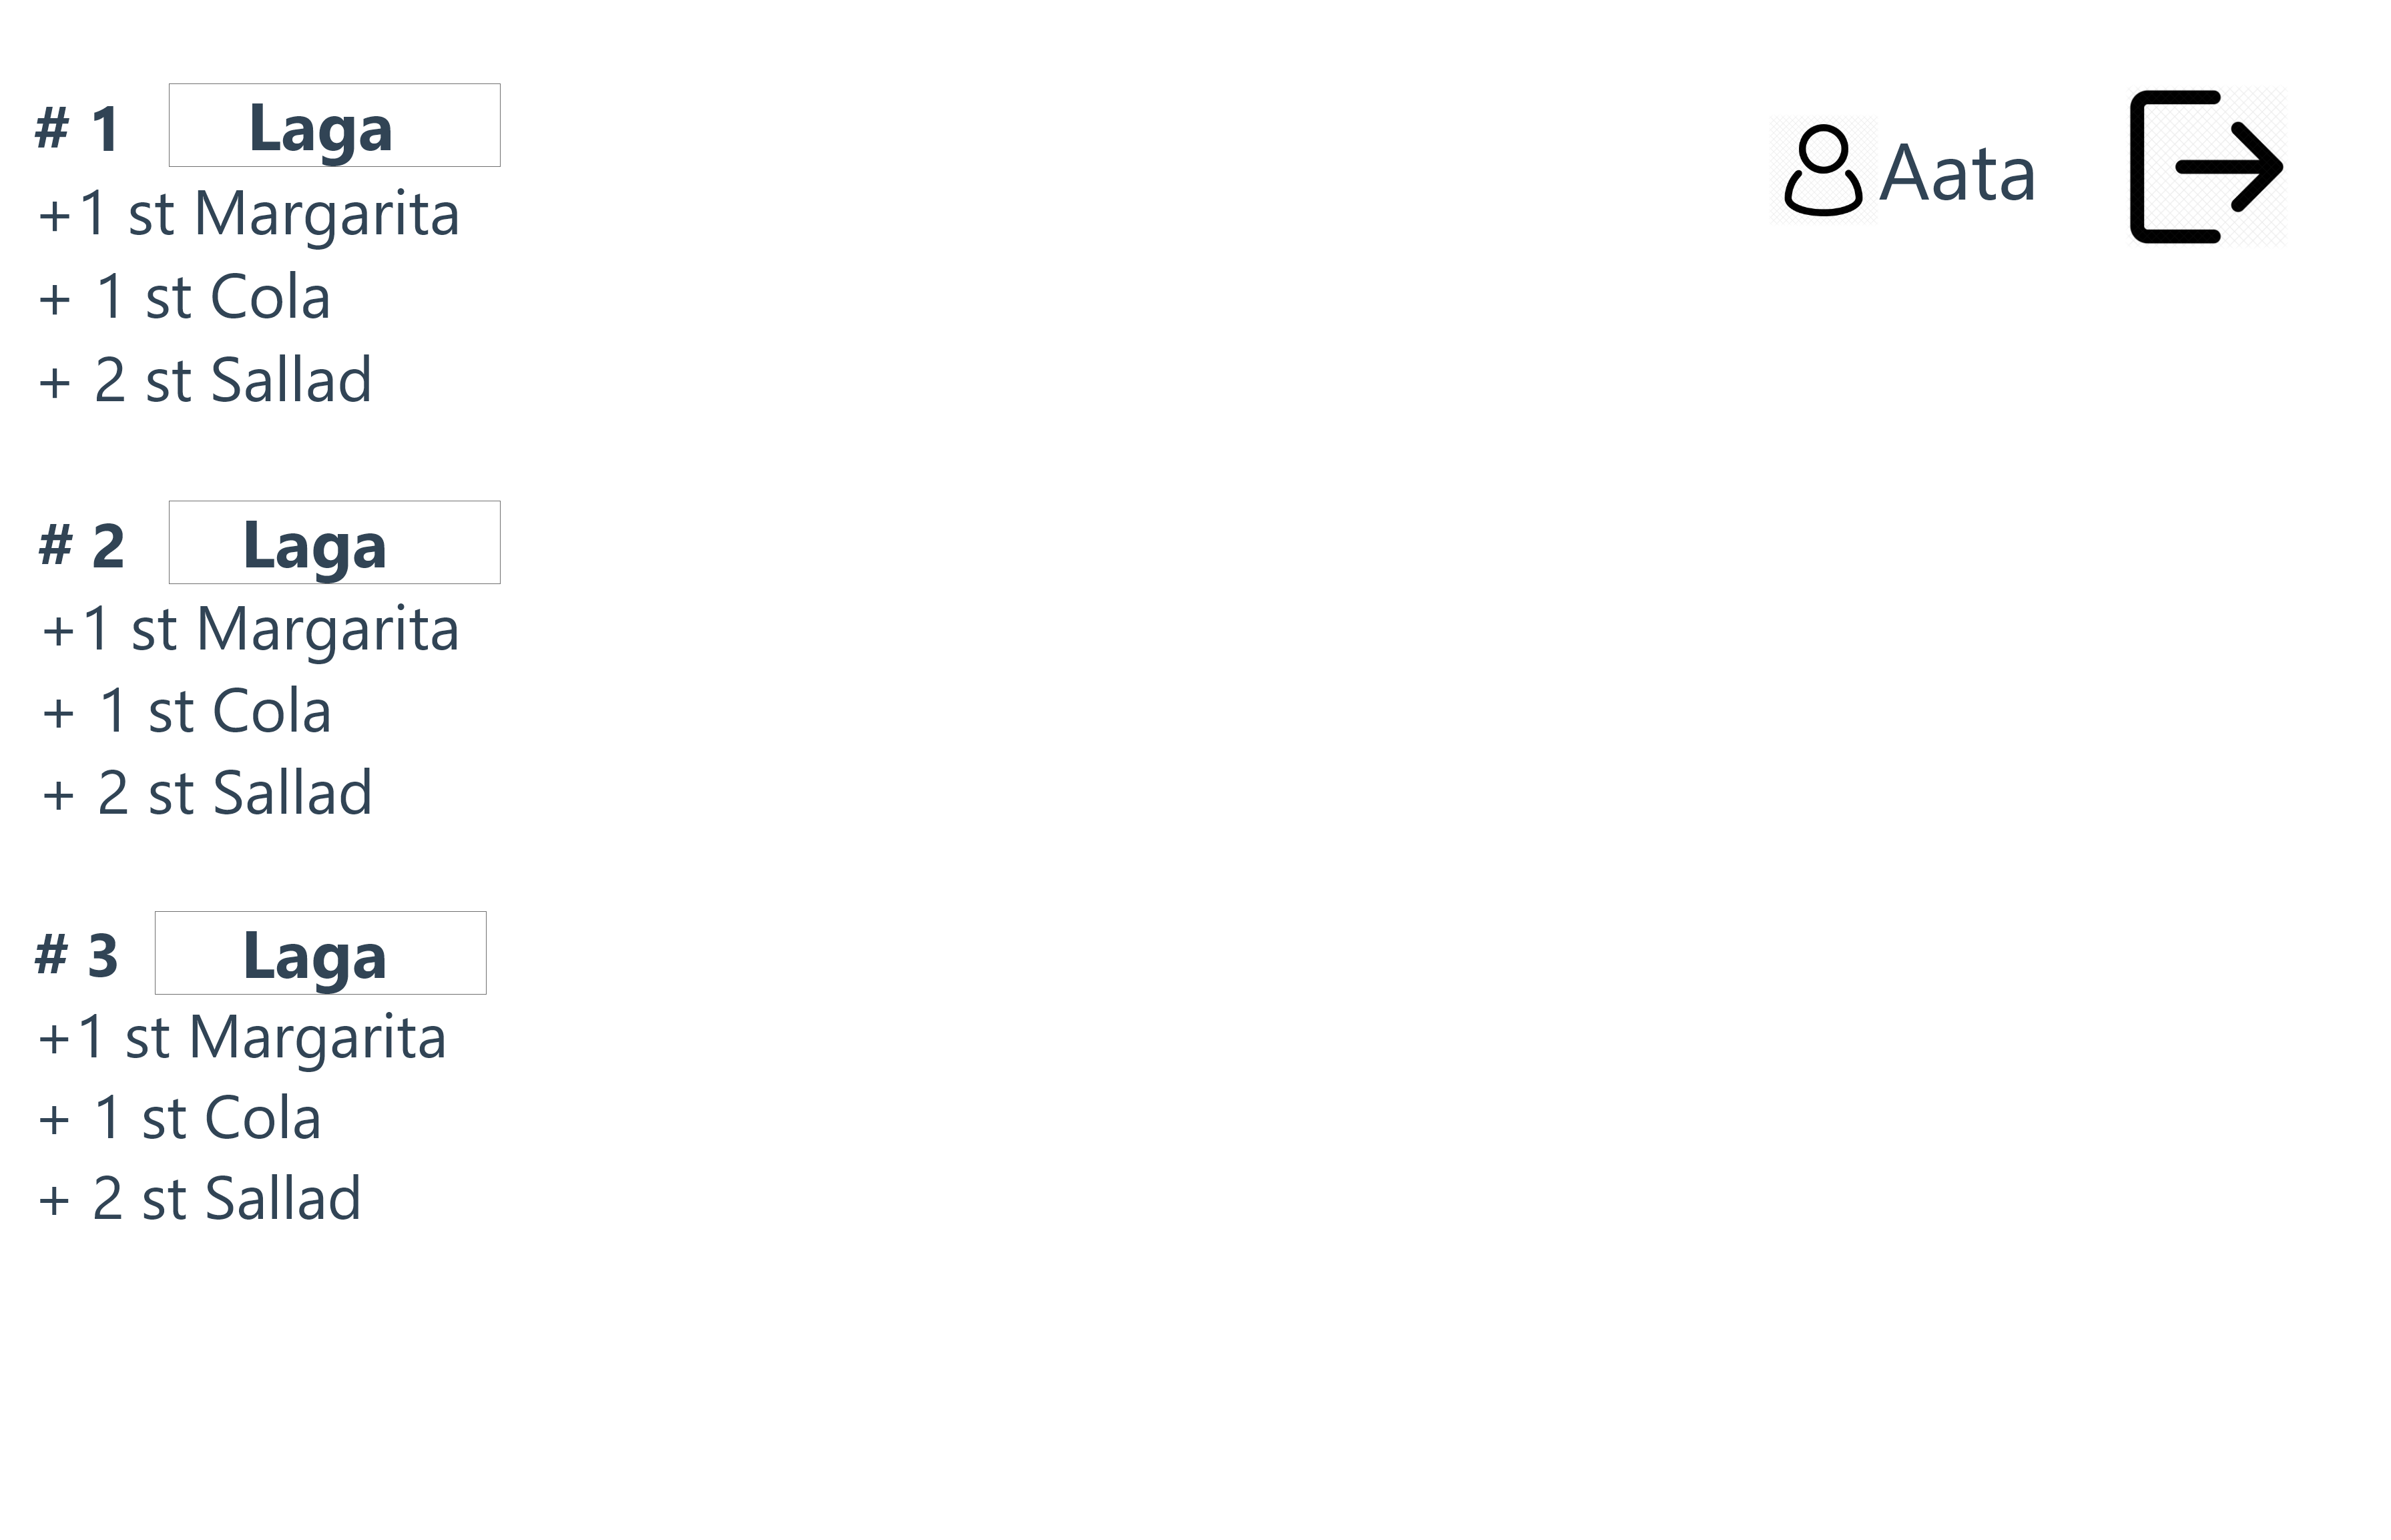 # 1 Laga
+1 st Margarita
+ 1 st Cola
+ 2 st Sallad
# 2 Laga
+1 st Margarita
+ 1 st Cola
+ 2 st Sallad
# 3 Laga
+1 st Margarita
+ 1 st Cola
+ 2 st Sallad
Aata